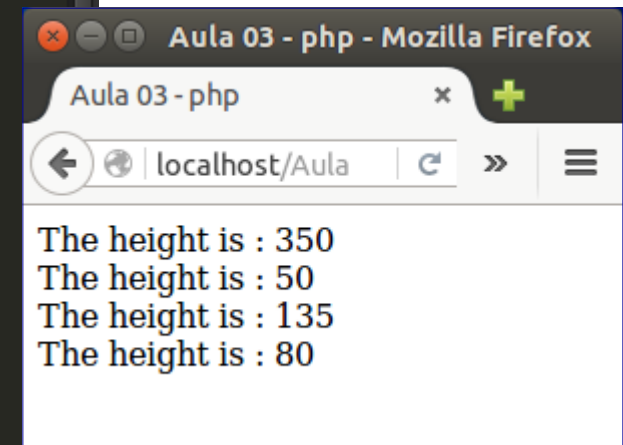 Aula 03 - php - Mozilla Firefox
Aula 03 - php
localhost/Aula
The height is : 350
The height is : 50
The height is : 135
The height is : 80